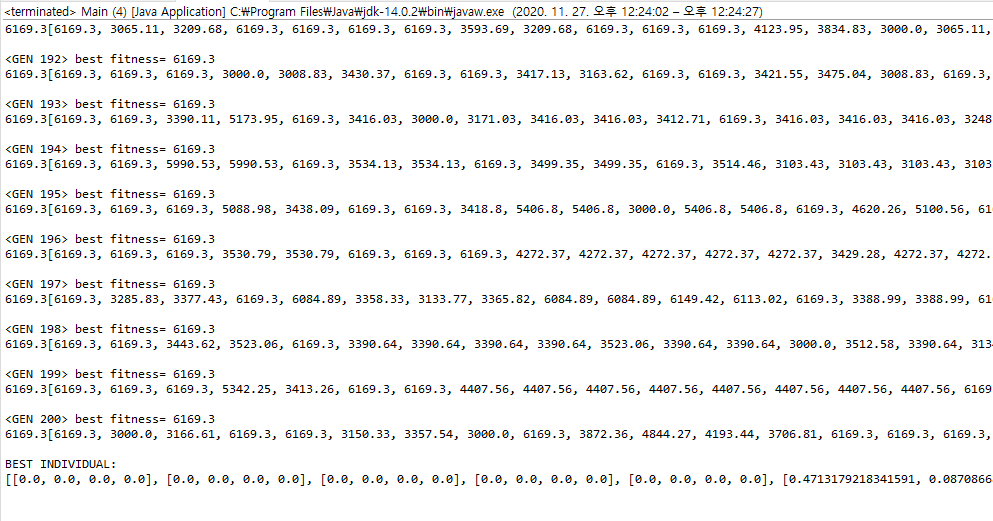 <terminated> Main (4) [Java Application] C:₩Program Files₩Java₩jdk-14.0.2₩bin₩javaw.exe (2020. 11. 27. 오후 12:24:02 – 오후 12:24:27)
6169.3[6169.3, 3065.11, 3209.68, 6169.3, 6169.3, 6169.3, 6169.3, 3593.69, 3209.68, 6169.3, 6169.3, 6169.3, 4123.95, 3834.83, 3000.0, 3065.11,
<GEN 192> best fitness= 6169.3
6169.3[6169.3, 6169.3, 6169.3, 3000.0, 3008.83, 3430.37, 6169.3, 6169.3, 3417.13, 3163.62, 6169.3, 6169.3, 3421.55, 3475.04, 3008.83, 6169.3,
<GEN 193> best fitness= 6169.3
6169.3[6169.3, 6169.3, 3390.11, 5173.95, 6169.3, 3416.03, 3000.0, 3171.03, 3416.03, 3416.03, 3412.71, 6169.3, 3416.03, 3416.03, 3416.03, 3248
<GEN 194> best fitness= 6169.3
6169.3[6169.3, 6169.3, 5990.53, 5990.53, 6169.3, 3534.13, 3534.13, 6169.3, 3499.35, 3499.35, 6169.3, 3514.46, 3103.43, 3103.43, 3103.43, 3103
<GEN 195> best fitness= 6169.3
6169.3[6169.3, 6169.3, 6169.3, 5088.98, 3438.09, 6169.3, 6169.3, 3418.8, 5406.8, 5406.8, 3000.0, 5406.8, 5406.8, 6169.3, 4620.26, 5100.56, 616
<GEN 196> best fitness= 6169.3
6169.3[6169.3, 6169.3, 6169.3, 3530.79, 3530.79, 6169.3, 6169.3, 6169.3, 4272.37, 4272.37, 4272.37, 4272.37, 4272.37, 3429.28, 4272.37, 4272.
<GEN 197> best fitness= 6169.3
6169.3[6169.3, 3285.83, 3377.43, 6169.3, 6084.89, 3358.33, 3133.77, 3365.82, 6084.89, 6084.89, 6149.42, 6113.02, 6169.3, 3388.99, 3388.99, 616
<GEN 198> best fitness= 6169.3
6169.3[6169.3, 6169.3, 3443.62, 3523.06, 6169.3, 3390.64, 3390.64, 3390.64, 3390.64, 3523.06, 3390.64, 3390.64, 3000.0, 3512.58, 3390.64, 3134
<GEN 199> best fitness= 6169.3
6169.3[6169.3, 6169.3, 6169.3, 5342.25, 3413.26, 6169.3, 6169.3, 4407.56, 4407.56, 4407.56, 4407.56, 4407.56, 4407.56, 4407.56, 4407.56, 6169
<GEN 200> best fitness= 6169.3
6169.3[6169.3, 3000.0, 3166.61, 6169.3, 6169.3, 3150.33, 3357.54, 3000.0, 6169.3, 3872.36, 4844.27, 4193.44, 3706.81, 6169.3, 6169.3, 6169.3,
BEST INDIVIDUAL:
[[0.0, 0.0, 0.0, 0.0], [0.0, 0.0, 0.0, 0.0], [0.0, 0.0, 0.0, 0.0], [0.0, 0.0, 0.0, 0.0], [0.0, 0.0, 0.0, 0.0], [0.4713179218341591, 0.0870866